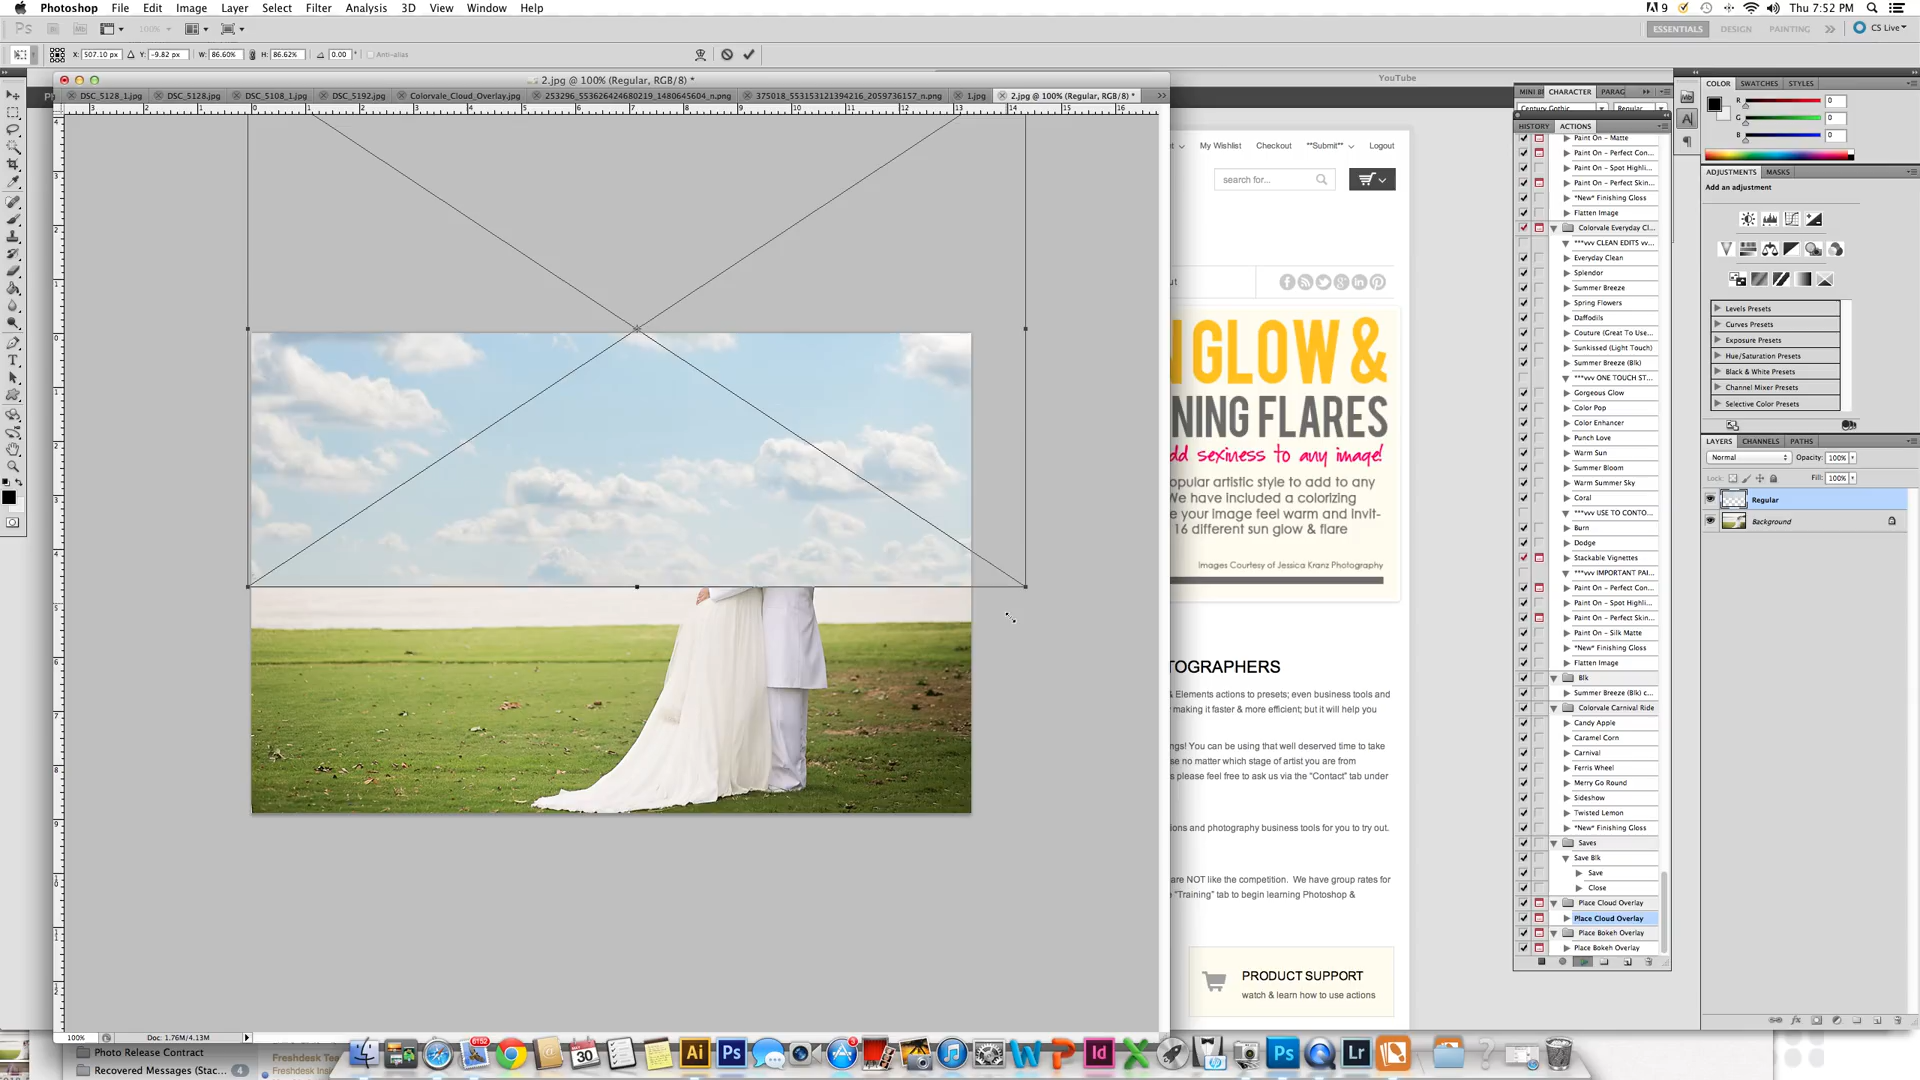 Photoshop File Edit Image Layer Select Filter Analysis 3D View Window Help
9 Thu 7:52 PM
100% ESSENTIALS DESIGN PAINTING CS Live
X: 507.10 px Y: -9.82 px W: 86.60% H: 86.62% 0.00 ° Anti-alias
2.jpg @ 100% (Regular, RGB/8) *
DSC_5128_1.jpg DSC_5128.jpg DSC_5108_1.jpg DSC_5192.jpg Colorvale_Cloud_Overlay.jpg 253296_553626424680219_1480645604_n.png 375018_553153121394216_2059736157_n.png 1.jpg 2.jpg @ 100% (Regular, RGB/8) *
100% Doc: 1.76M/4.13M
Photo Release Contract
Recovered Messages (Stac... 4
Freshdesk Tea
Freshdesk Insi
YouTube
My Wishlist Checkout **Submit** Logout
search for...
N GLOW &
NING FLARES
dd sexiness to any image!
opular artistic style to add to any
We have included a colorizing
e your image feel warm and invit-
16 different sun glow & flare
Images Courtesy of Jessica Kranz Photography
TOGRAPHERS
& Elements actions to presets; even business tools and
making it faster & more efficient; but it will help you
ngs! You can be using that well deserved time to take
se no matter which stage of artist you are from
s please feel free to ask us via the "Contact" tab under
ions and photography business tools for you to try out.
are NOT like the competition. We have group rates for
e "Training" tab to begin learning Photoshop &
PRODUCT SUPPORT
watch & learn how to use actions
CHARACTER PARAG
Century Gothic Regular
HISTORY ACTIONS
Paint On - Matte
Paint On - Perfect Con...
Paint On - Spot Highli...
Paint On - Perfect Skin...
*New* Finishing Gloss
Flatten Image
Colorvale Everyday Cl...
***vvv CLEAN EDITS vv...
Everyday Clean
Splendor
Summer Breeze
Spring Flowers
Daffodils
Couture (Great To Use...
Sunkissed (Light Touch)
Summer Breeze (Blk)
***vvv ONE TOUCH ST...
Gorgeous Glow
Color Pop
Color Enhancer
Punch Love
Warm Sun
Summer Bloom
Warm Summer Sky
Coral
***vvv USE TO CONTO...
Burn
Dodge
Stackable Vignettes
***vvv IMPORTANT PAI...
Paint On - Perfect Con...
Paint On - Spot Highli...
Paint On - Perfect Skin...
Paint On - Silk Matte
*New* Finishing Gloss
Flatten Image
Blk
Summer Breeze (Blk) c...
Colorvale Carnival Ride
Candy Apple
Caramel Corn
Carnival
Ferris Wheel
Merry Go Round
Sideshow
Twisted Lemon
*New* Finishing Gloss
Saves
Save Blk
Save
Close
Place Cloud Overlay
Place Cloud Overlay
Place Bokeh Overlay
Place Bokeh Overlay
COLOR SWATCHES STYLES
R 0
G 0
B 0
ADJUSTMENTS MASKS
Add an adjustment
Levels Presets
Curves Presets
Exposure Presets
Hue/Saturation Presets
Black & White Presets
Channel Mixer Presets
Selective Color Presets
LAYERS CHANNELS PATHS
Normal Opacity: 100%
Lock: Fill: 100%
Regular
Background